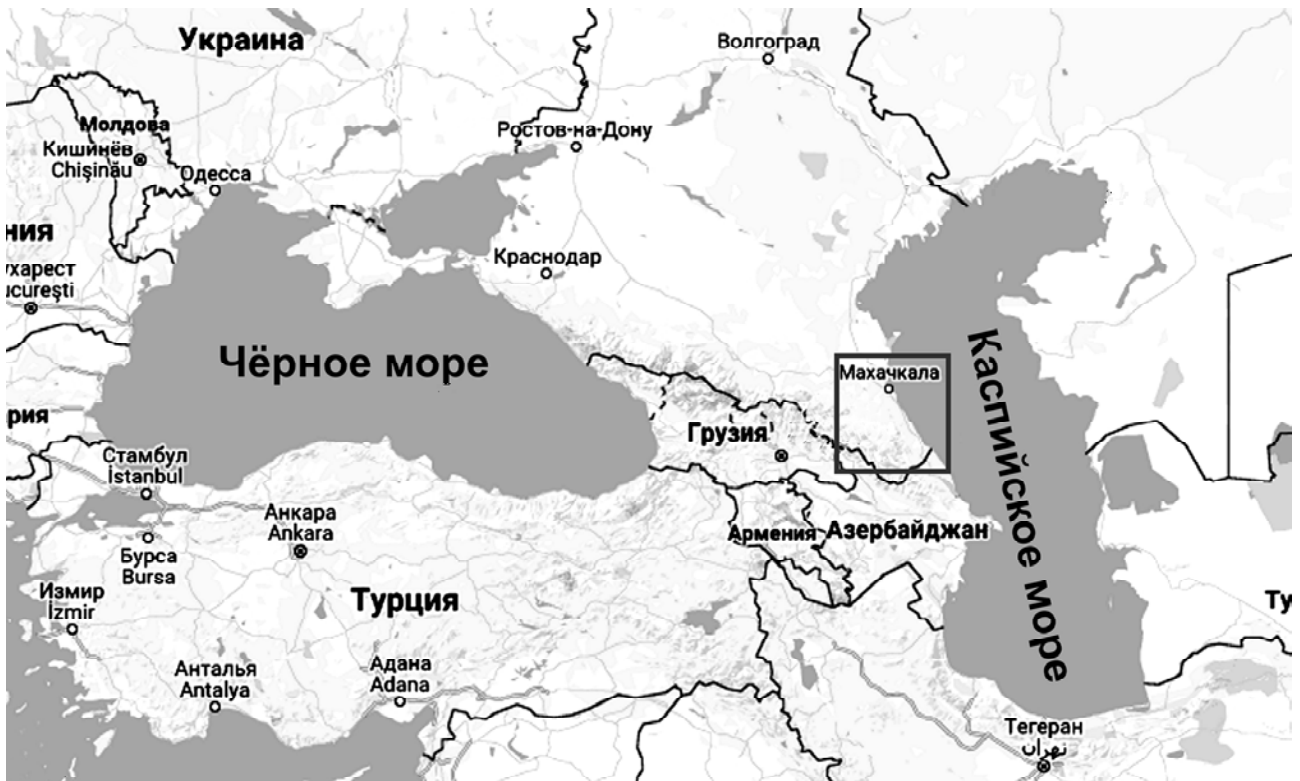 Украина
Волгоград
Молдова
Кишинёв
Chişinău
Одесса
Ростов-на-Дону
ния
ухарест
ucureşti
Краснодар
Чёрное море
Каспийское море
Махачкала
рия
Грузия
Стамбул
İstanbul
Анкара
Ankara
Армения
Азербайджан
Бурса
Bursa
Измир
İzmir
Турция
Ту
Анталья
Antalya
Адана
Adana
Тегеран
تهران